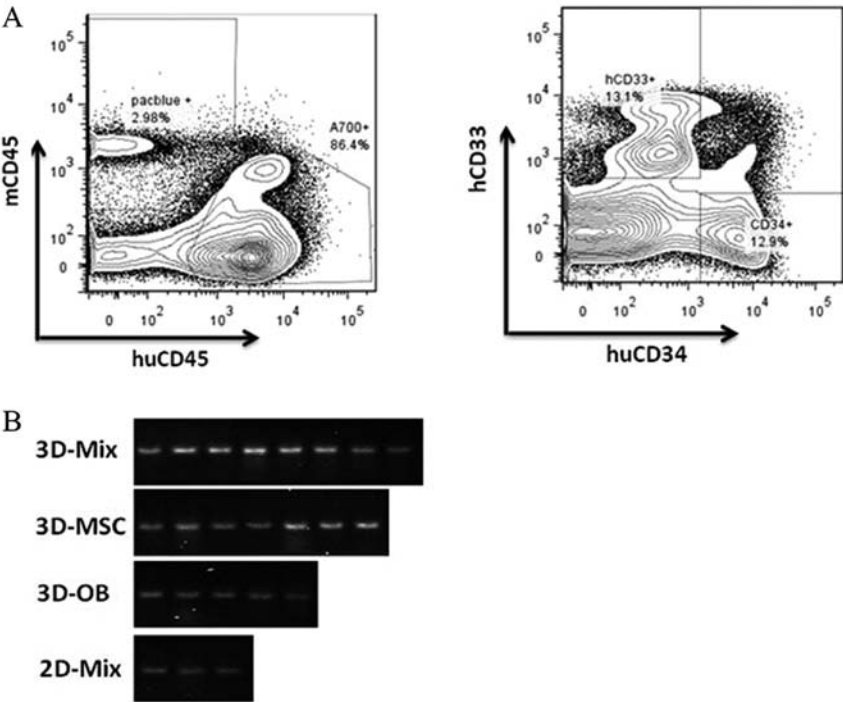 A
10^5
10^4
10^3
10^2
0
pacblue +
2.98%
A700+
86.4%
0 10^2 10^3 10^4 10^5
mCD45
huCD45
10^5
10^4
10^3
10^2
0
hCD33+
13.1%
CD34+
12.9%
0 10^2 10^3 10^4 10^5
hCD33
huCD34
B
3D-Mix
3D-MSC
3D-OB
2D-Mix